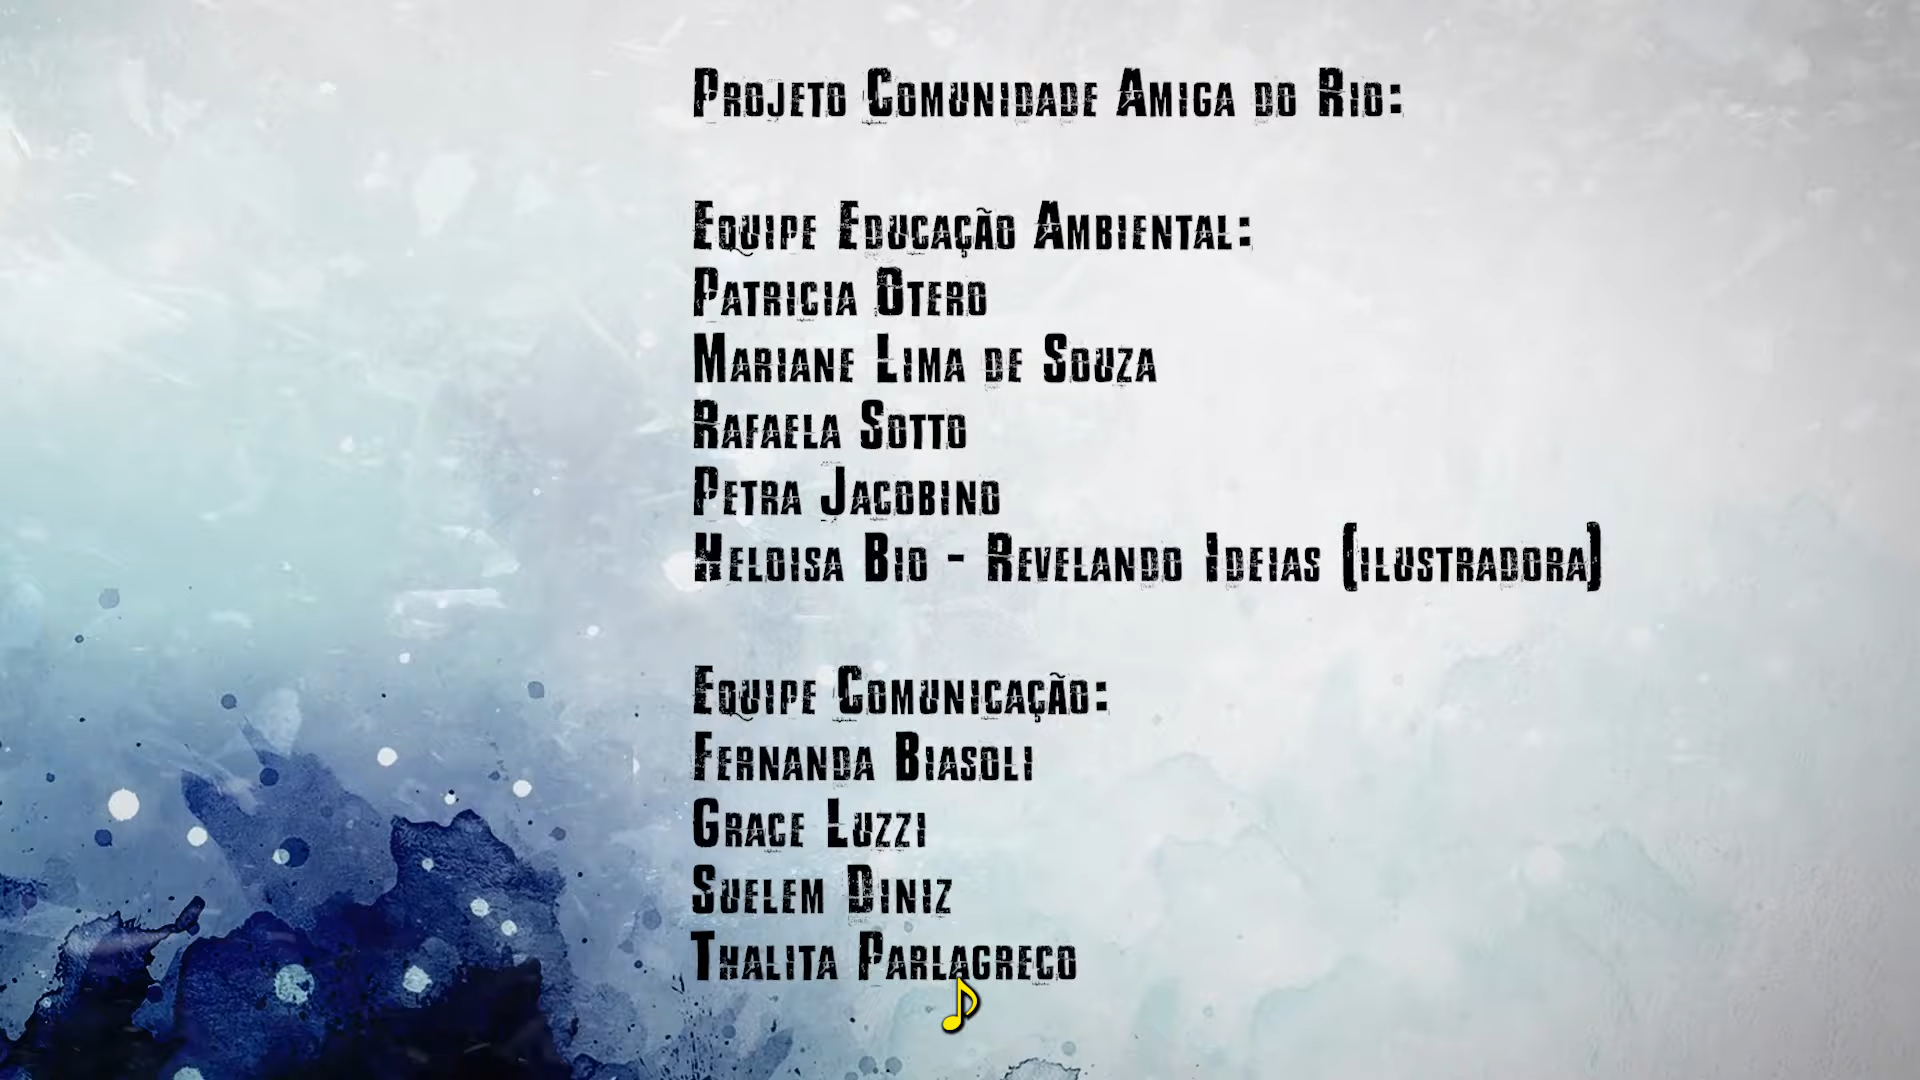 Projeto Comunidade Amiga do Rio:
Equipe Educação Ambiental:
Patricia Otero
Mariane Lima de Souza
Rafaela Sotto
Petra Jacobino
Heloisa Bio - Revelando Ideias (ilustradora)
Equipe Comunicação:
Fernanda Biasoli
Grace Luzzi
Suelem Diniz
Thalita Parlagreco
♪